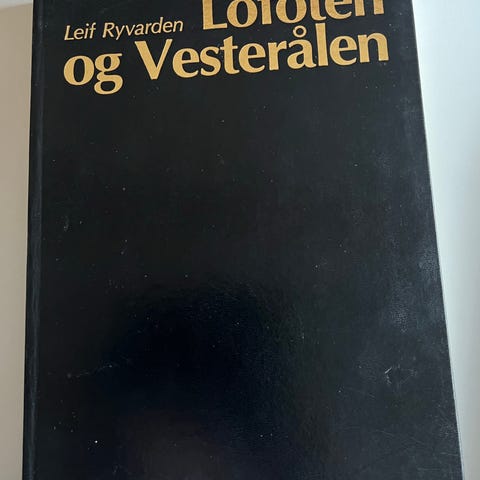 Leif Ryvarden Lofoten
og Vesterålen